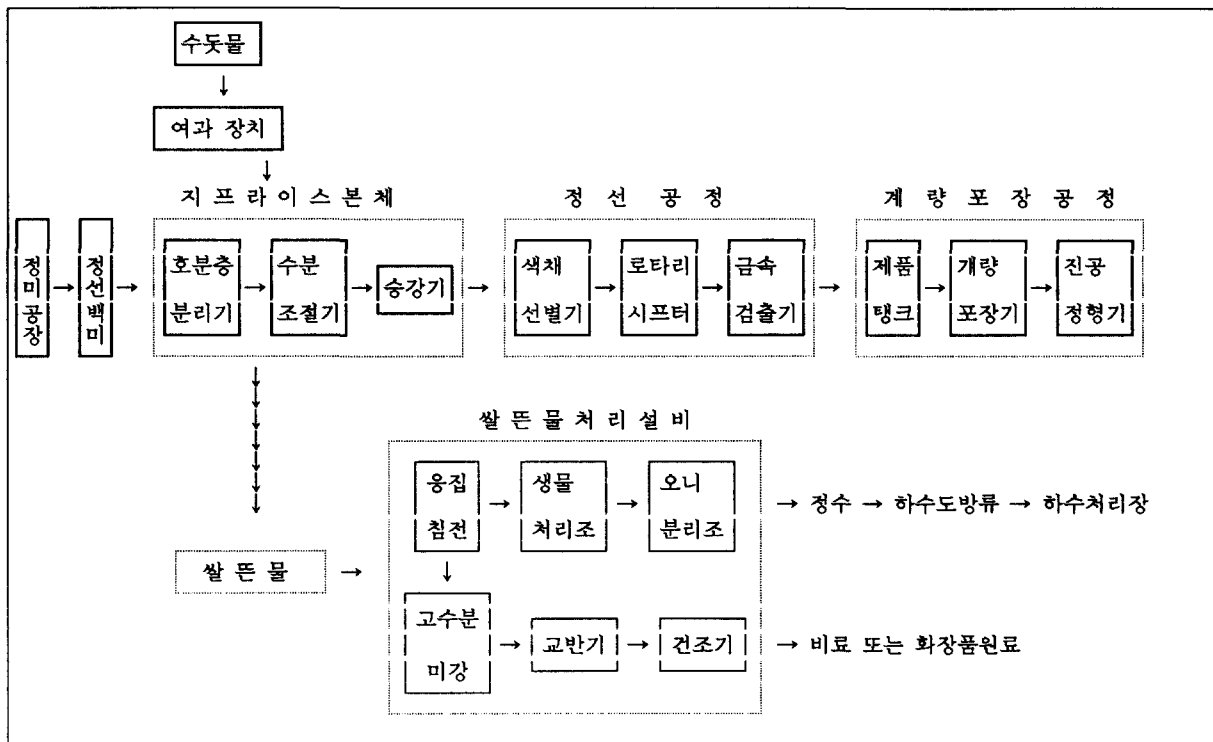 수돗물
↓
여과 장치
↓
지프라이스본체 정선공정 계량포장공정
정미공장 → 정선백미 → 호분층 분리기 → 수분 조절기 → 승강기 → 색채 선별기 → 로타리 시프터 → 금속 검출기 → 제품 탱크 → 개량 포장기 → 진공 정형기
↓
쌀뜬물처리설비
응집 침전 → 생물 처리조 → 오니 분리조 → 정수 → 하수도방류 → 하수처리장
쌀뜬물 →
↓
고수분 미강 → 교반기 → 건조기 → 비료 또는 화장품원료